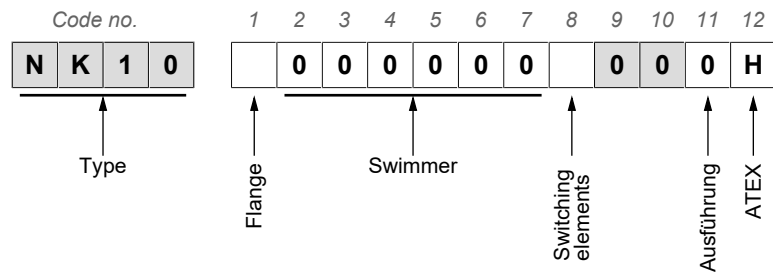 Code no. 1 2 3 4 5 6 7 8 9 10 11 12
N K 1 0 0 0 0 0 0 0 0 0 0 H
Type Flange Swimmer Switching elements Ausführung ATEX